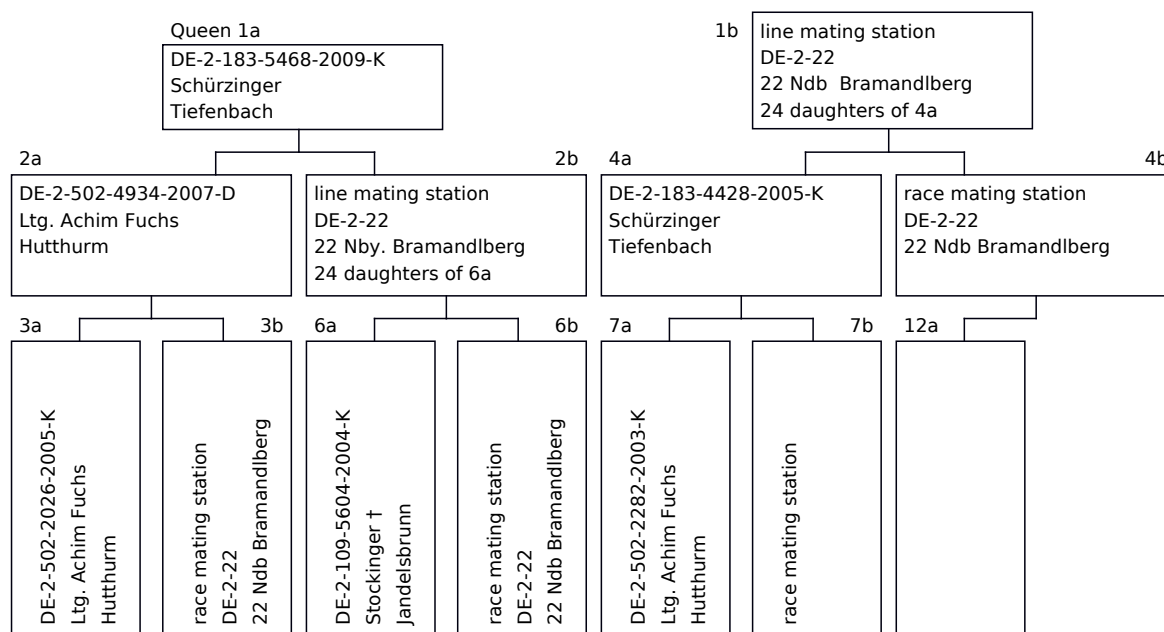 Queen 1a
DE-2-183-5468-2009-K
Schürzinger
Tiefenbach
1b
line mating station
DE-2-22
22 Ndb  Bramandlberg
24 daughters of 4a
2a
DE-2-502-4934-2007-D
Ltg. Achim Fuchs
Hutthurm
2b
line mating station
DE-2-22
22 Nby. Bramandlberg
24 daughters of 6a
4a
DE-2-183-4428-2005-K
Schürzinger
Tiefenbach
4b
race mating station
DE-2-22
22 Ndb Bramandlberg
3a
DE-2-502-2026-2005-K
Ltg. Achim Fuchs
Hutthurm
3b
race mating station
DE-2-22
22 Ndb Bramandlberg
6a
DE-2-109-5604-2004-K
Stockinger †
Jandelsbrunn
6b
race mating station
DE-2-22
22 Ndb Bramandlberg
7a
DE-2-502-2282-2003-K
Ltg. Achim Fuchs
Hutthurm
7b
race mating station
12a